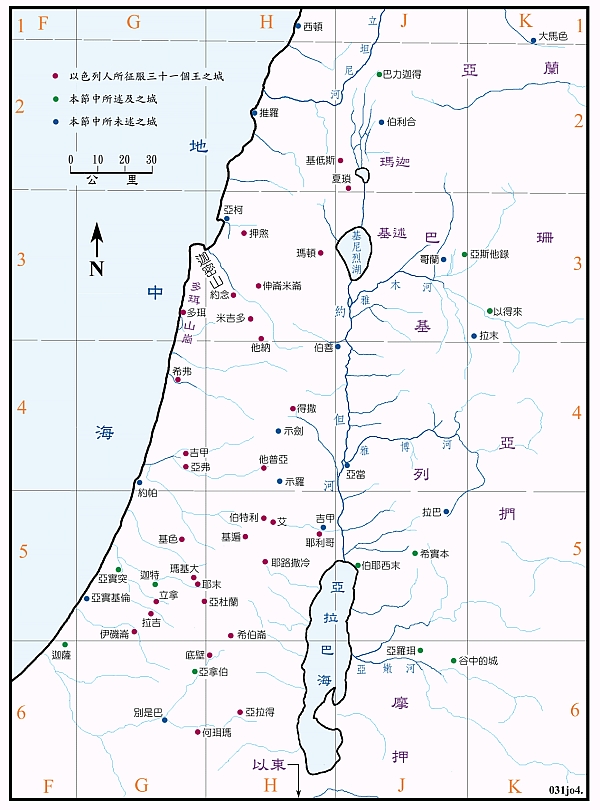 F G H J K
1 1
西頓
大馬色
立
坦
尼
河
亞 蘭
以色列人所征服三十一個王之城
本節中所述及之城
本節中所未述之城
巴力迦得
2 2
推羅
伯利合
地
0 10 20 30
公 里
基低斯
瑪迦
夏瑣
亞柯
押煞
N
瑪頓
基
尼
烈
湖
基述 巴 珊
哥蘭
亞斯他錄
3 3
迦密山
中
多珥山崗
約念
伸崙米崙
雅 木 河
多珥
米吉多
約
以得來
基
他納
伯善
拉末
希弗
4 4
得撒
但
海
示劍
雅 博 河
亞
吉甲
亞弗
他普亞
亞當
列
約帕
示羅
河
捫
伯特利
艾
吉甲
拉巴
基色
基遍
耶利哥
5 5
希實本
亞實突
迦特
瑪基大
耶末
耶路撒冷
伯耶西末
亞實基倫
立拿
亞杜蘭
亞
拉
巴
海
拉吉
伊磯崙
希伯崙
迦薩
底壁
亞羅珥
谷中的城
亞拿伯
亞 嫩 河
6 6
別是巴
亞拉得
摩
何珥瑪
押
以東
F G H J K
031jo4.